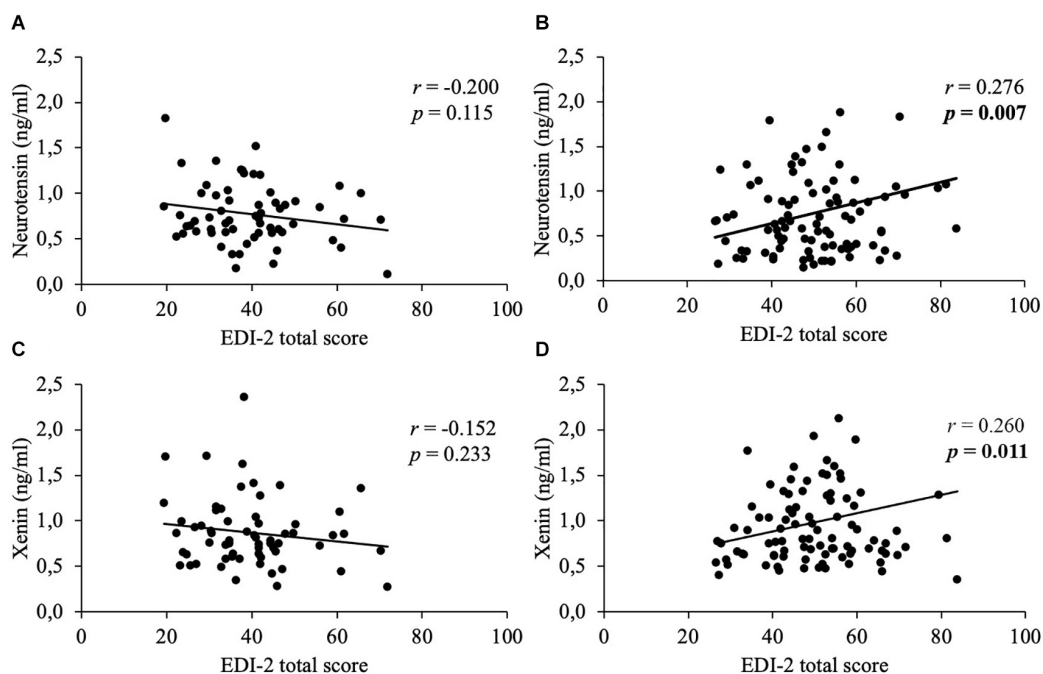 A
Neurotensin (ng/ml)
2,5
2,0
1,5
1,0
0,5
0,0
r = -0.200
p = 0.115
0 20 40 60 80 100
EDI-2 total score
B
Neurotensin (ng/ml)
2,5
2,0
1,5
1,0
0,5
0,0
r = 0.276
p = 0.007
0 20 40 60 80 100
EDI-2 total score
C
Xenin (ng/ml)
2,5
2,0
1,5
1,0
0,5
0,0
r = -0.152
p = 0.233
0 20 40 60 80 100
EDI-2 total score
D
Xenin (ng/ml)
2,5
2,0
1,5
1,0
0,5
0,0
r = 0.260
p = 0.011
0 20 40 60 80 100
EDI-2 total score